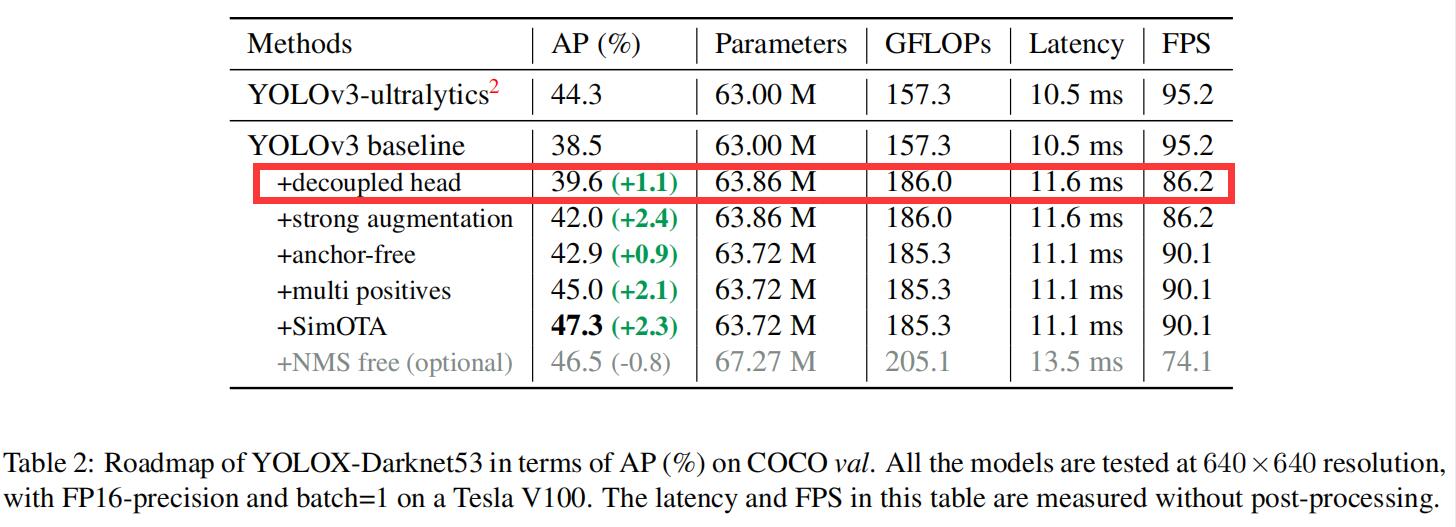 Methods AP (%) Parameters GFLOPs Latency FPS
YOLOv3-ultralytics2 44.3 63.00 M 157.3 10.5 ms 95.2
YOLOv3 baseline 38.5 63.00 M 157.3 10.5 ms 95.2
+decoupled head 39.6 (+1.1) 63.86 M 186.0 11.6 ms 86.2
+strong augmentation 42.0 (+2.4) 63.86 M 186.0 11.6 ms 86.2
+anchor-free 42.9 (+0.9) 63.72 M 185.3 11.1 ms 90.1
+multi positives 45.0 (+2.1) 63.72 M 185.3 11.1 ms 90.1
+SimOTA 47.3 (+2.3) 63.72 M 185.3 11.1 ms 90.1
+NMS free (optional) 46.5 (-0.8) 67.27 M 205.1 13.5 ms 74.1
Table 2: Roadmap of YOLOX-Darknet53 in terms of AP (%) on COCO val. All the models are tested at 640×640 resolution,
with FP16-precision and batch=1 on a Tesla V100. The latency and FPS in this table are measured without post-processing.